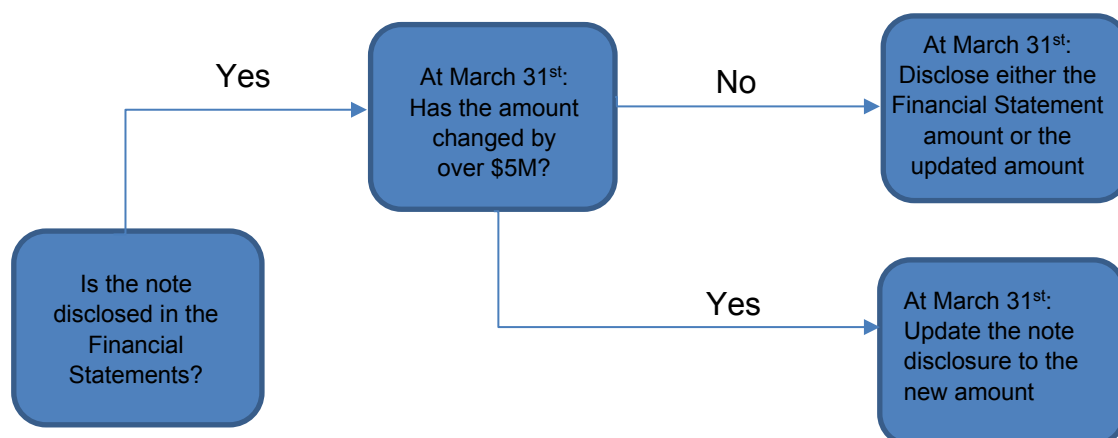 Yes
At March 31st:
Has the amount
changed by
over $5M?
No
At March 31st:
Disclose either the
Financial Statement
amount or the
updated amount
Is the note
disclosed in the
Financial
Statements?
Yes
At March 31st:
Update the note
disclosure to the
new amount